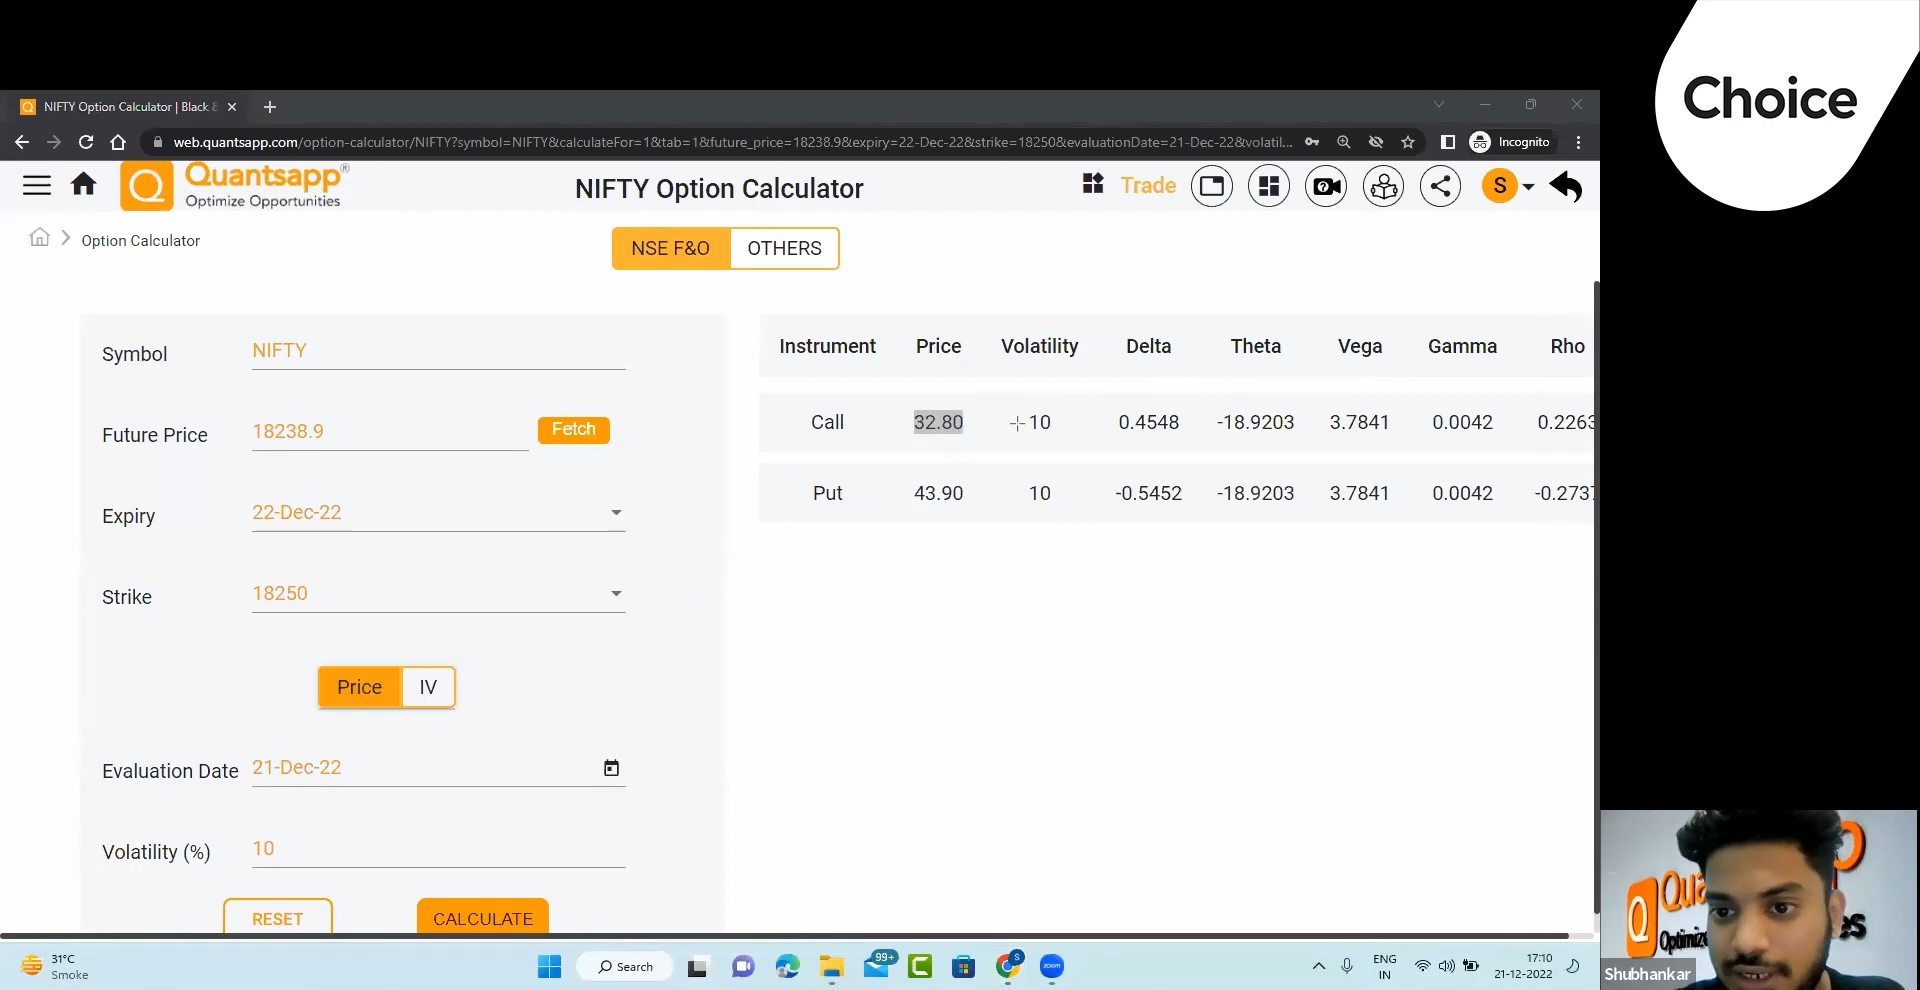 Choice
NIFTY Option Calculator | Black &
web.quantsapp.com/option-calculator/NIFTY?symbol=NIFTY&calculateFor=1&tab=1&future_price=18238.9&expiry=22-Dec-22&strike=18250&evaluationDate=21-Dec-22&volatil...
Incognito
Quantsapp®
Optimize Opportunities
NIFTY Option Calculator
Trade
S
Option Calculator
NSE F&O
OTHERS
Symbol
NIFTY
Future Price
18238.9
Fetch
Expiry
22-Dec-22
Strike
18250
Price
IV
Evaluation Date
21-Dec-22
Volatility (%)
10
RESET
CALCULATE
Instrument Price Volatility Delta Theta Vega Gamma Rho
Call 32.80 10 0.4548 -18.9203 3.7841 0.0042 0.2263
Put 43.90 10 -0.5452 -18.9203 3.7841 0.0042 -0.2737
31°C
Smoke
Search
99+
S
zoom
ENG
IN
17:10
21-12-2022
Shubhankar